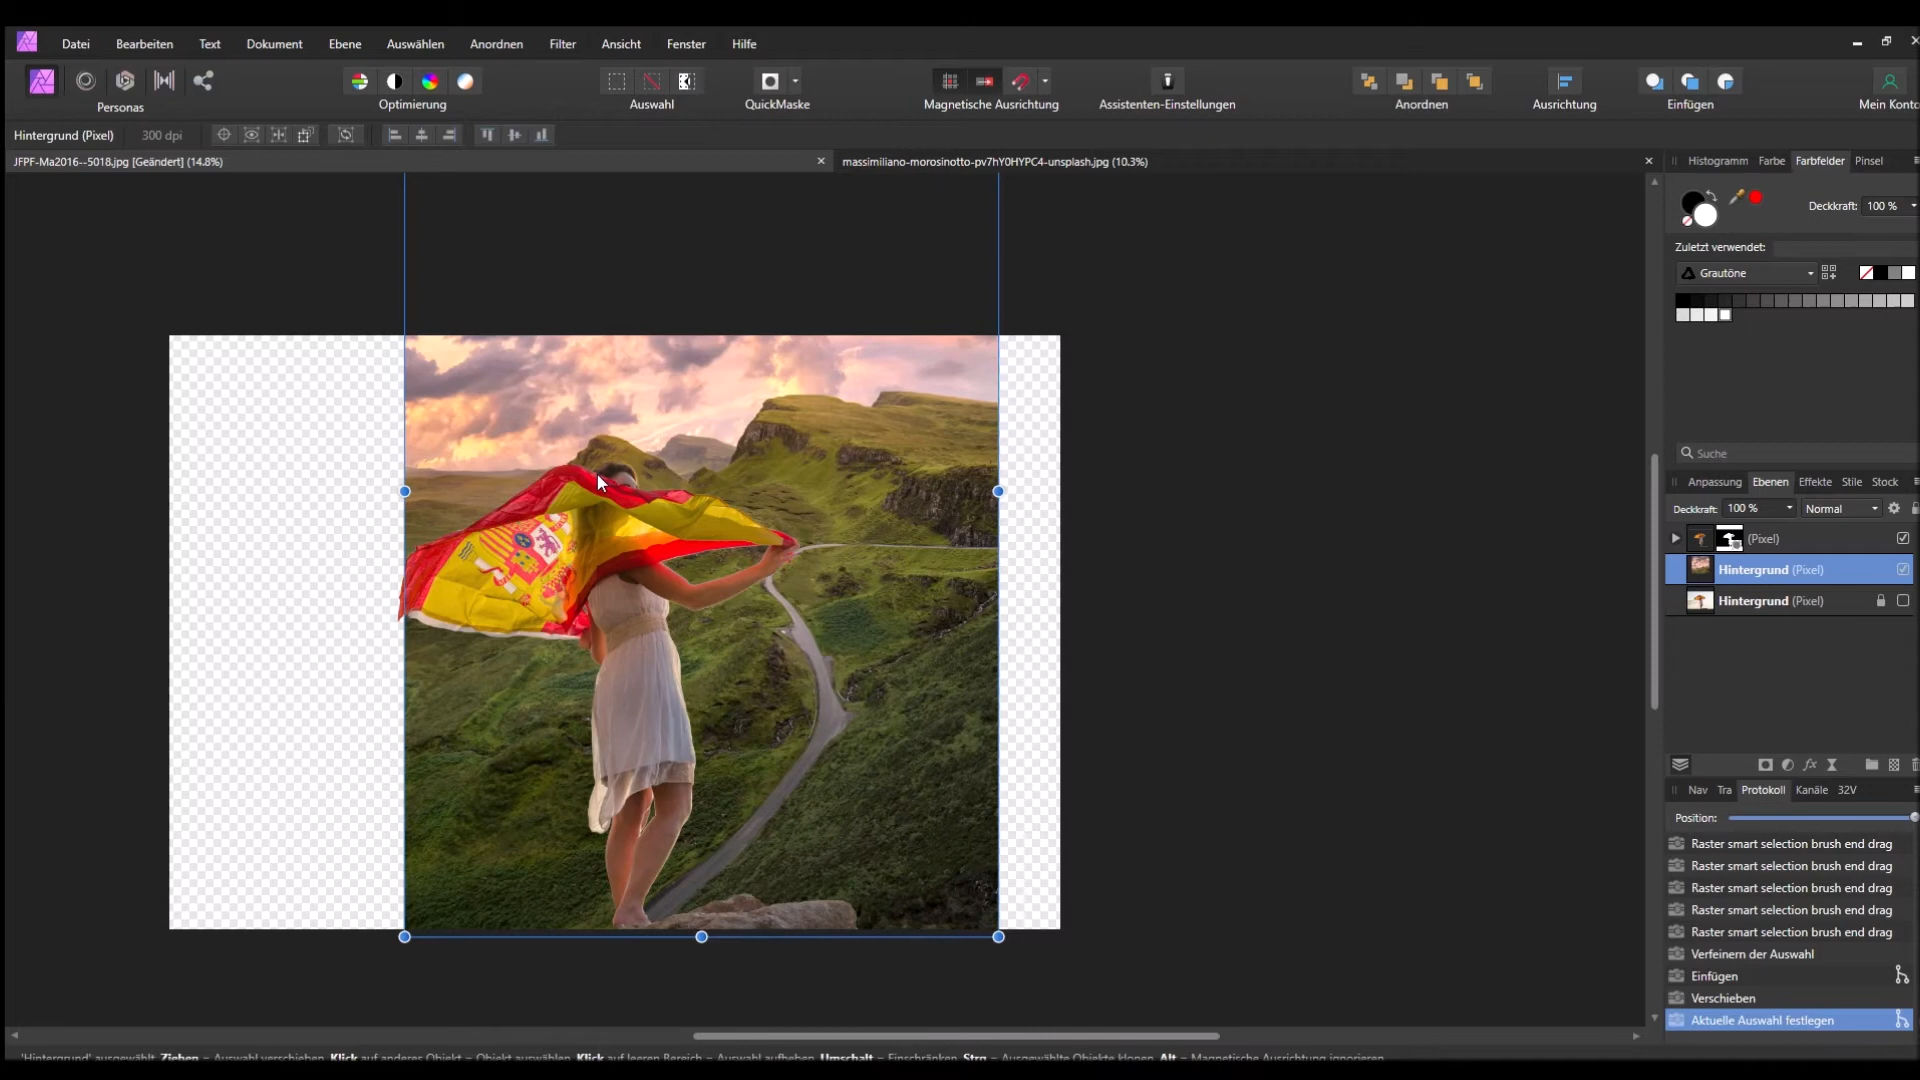 Datei Bearbeiten Text Dokument Ebene Auswählen Anordnen Filter Ansicht Fenster Hilfe
Personas Optimierung Auswahl QuickMaske Magnetische Ausrichtung Assistenten-Einstellungen Anordnen Ausrichtung Einfügen Mein Kontc
Hintergrund (Pixel) 300 dpi
JFPF-Ma2016--5018.jpg [Geändert] (14.8%) massimiliano-morosinotto-pv7hY0HYPC4-unsplash.jpg (10.3%)
Histogramm Farbe Farbfelder Pinsel
Deckkraft: 100 %
Zuletzt verwendet:
Grautöne
Suche
Anpassung Ebenen Effekte Stile Stock
Deckkraft: 100 % Normal
(Pixel)
Hintergrund (Pixel)
Hintergrund (Pixel)
fx
Nav Tra Protokoll Kanäle 32V
Position:
Raster smart selection brush end drag
Raster smart selection brush end drag
Raster smart selection brush end drag
Raster smart selection brush end drag
Raster smart selection brush end drag
Verfeinern der Auswahl
Einfügen
Verschieben
Aktuelle Auswahl festlegen
'Hintergrund' ausgewählt. Ziehen = Auswahl verschieben. Klick auf anderes Objekt = Objekt auswählen. Klick auf leeren Bereich = Auswahl aufheben. Umschalt = Einschränken. Strg = Ausgewählte Objekte klonen. Alt = Magnetische Ausrichtung ignorieren.